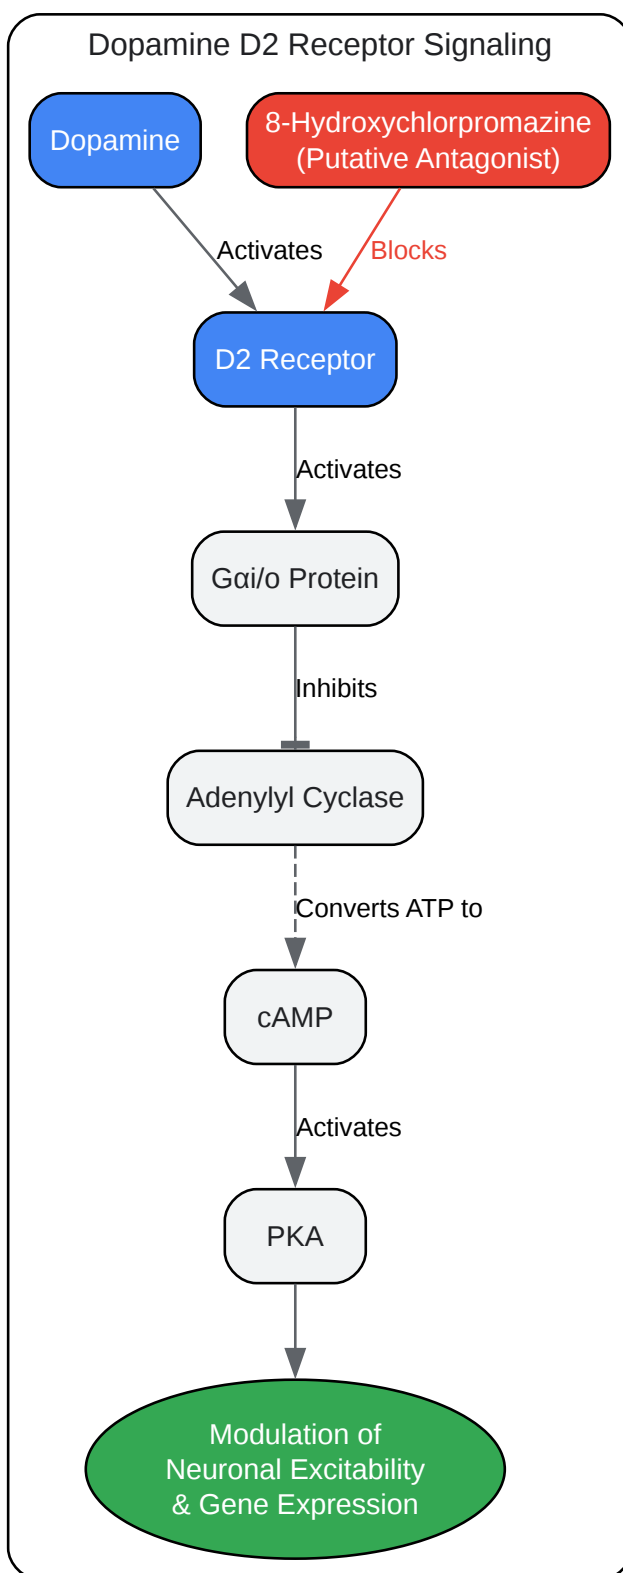 Dopamine D2 Receptor Signaling
Dopamine
8-Hydroxychlorpromazine
(Putative Antagonist)
Activates
Blocks
D2 Receptor
Activates
Gαi/o Protein
Inhibits
Adenylyl Cyclase
Converts ATP to
cAMP
Activates
PKA
Modulation of
Neuronal Excitability
& Gene Expression